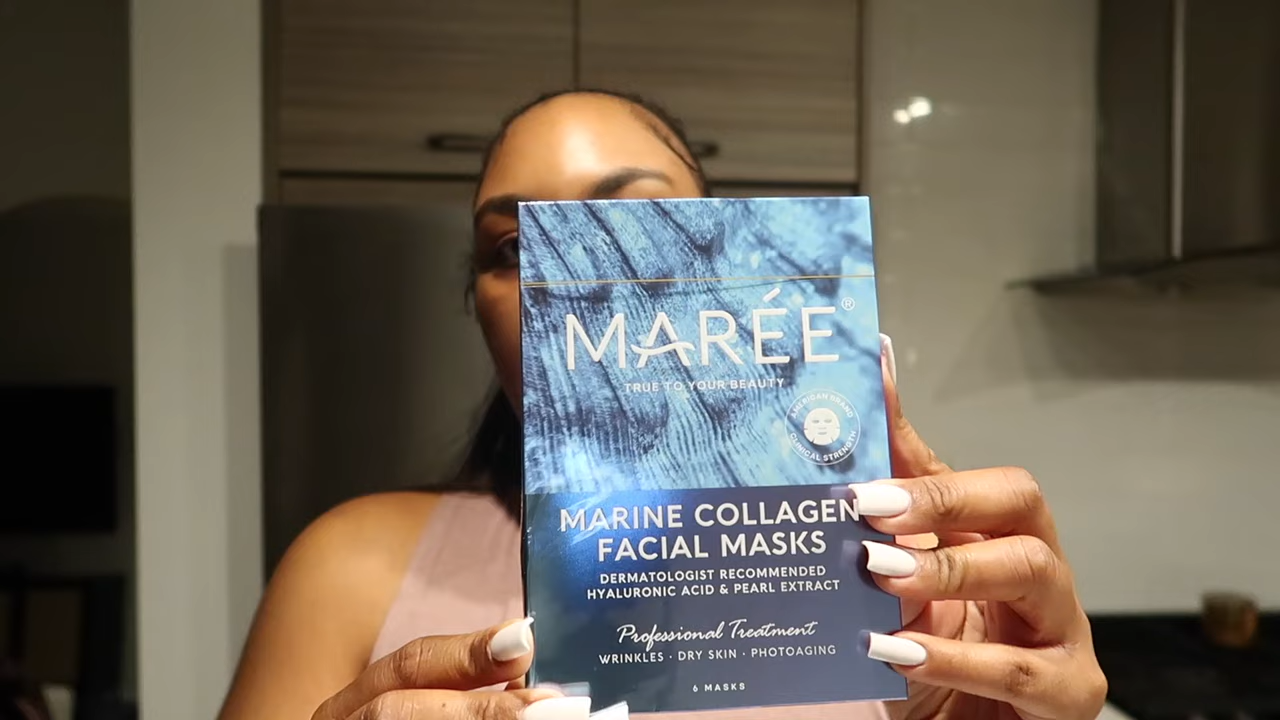 MARÉE®
TRUE TO YOUR BEAUTY
AMERICAN BRAND
CLINICAL STRENGTH
MARINE COLLAGEN
FACIAL MASKS
DERMATOLOGIST RECOMMENDED
HYALURONIC ACID & PEARL EXTRACT
Professional Treatment
WRINKLES · DRY SKIN · PHOTOAGING
6 MASKS